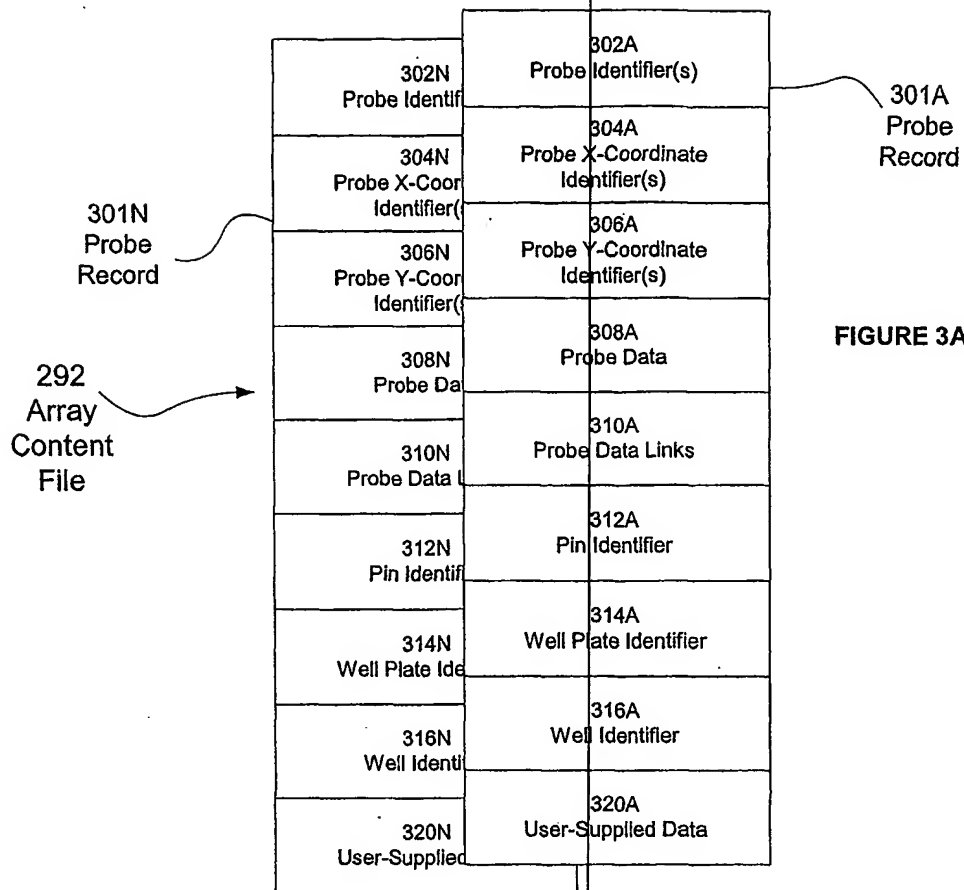 302A
Probe Identifier(s)
304A
Probe X-Coordinate
Identifier(s)
306A
Probe Y-Coordinate
Identifier(s)
308A
Probe Data
310A
Probe Data Links
312A
Pin Identifier
314A
Well Plate Identifier
316A
Well Identifier
320A
User-Supplied Data
301A
Probe
Record
302N
Probe Identif
304N
Probe X-Coor
Identifier(s
306N
Probe Y-Coor
Identifier(s
308N
Probe Dat
310N
Probe Data L
312N
Pin Identifi
314N
Well Plate Ide
316N
Well Identi
320N
User-Supplied
301N
Probe
Record
292
Array
Content
File
FIGURE 3A